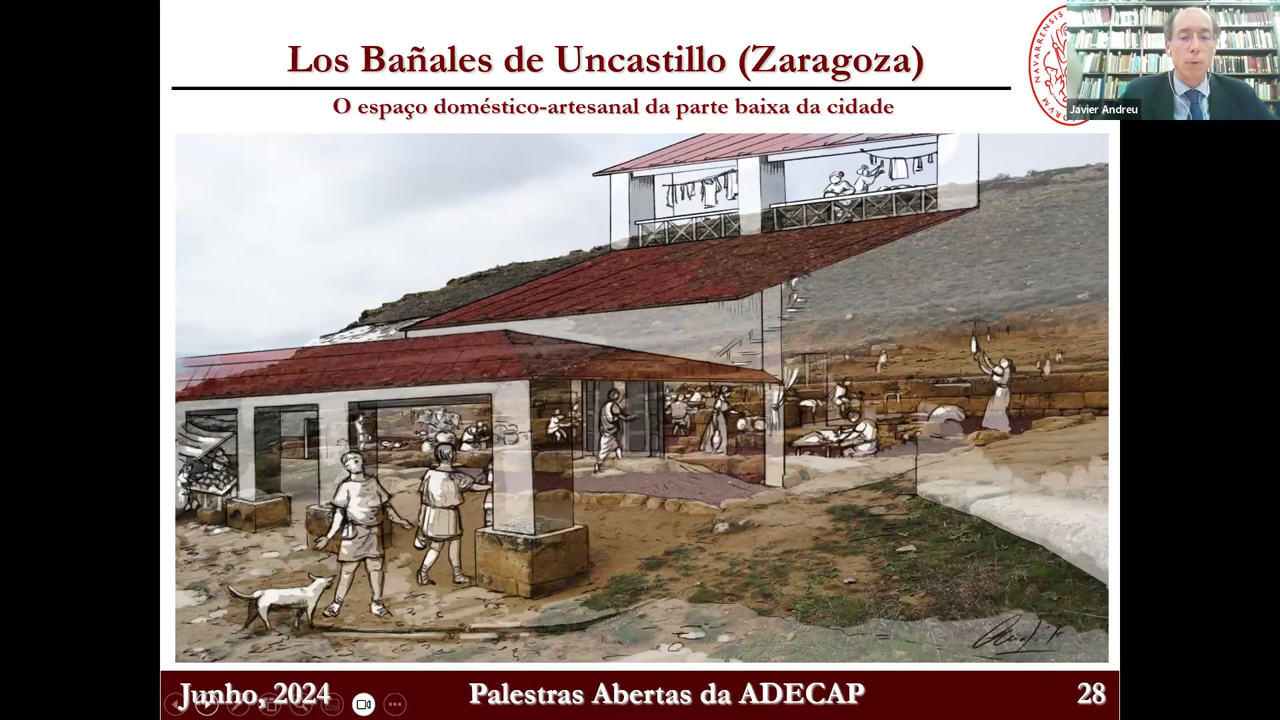 Los Bañales de Uncastillo (Zaragoza)
O espaço doméstico-artesanal da parte baixa da cidade
NAVARRENSIS
Javier Andreu
Junho, 2024
Palestras Abertas da ADECAP
28